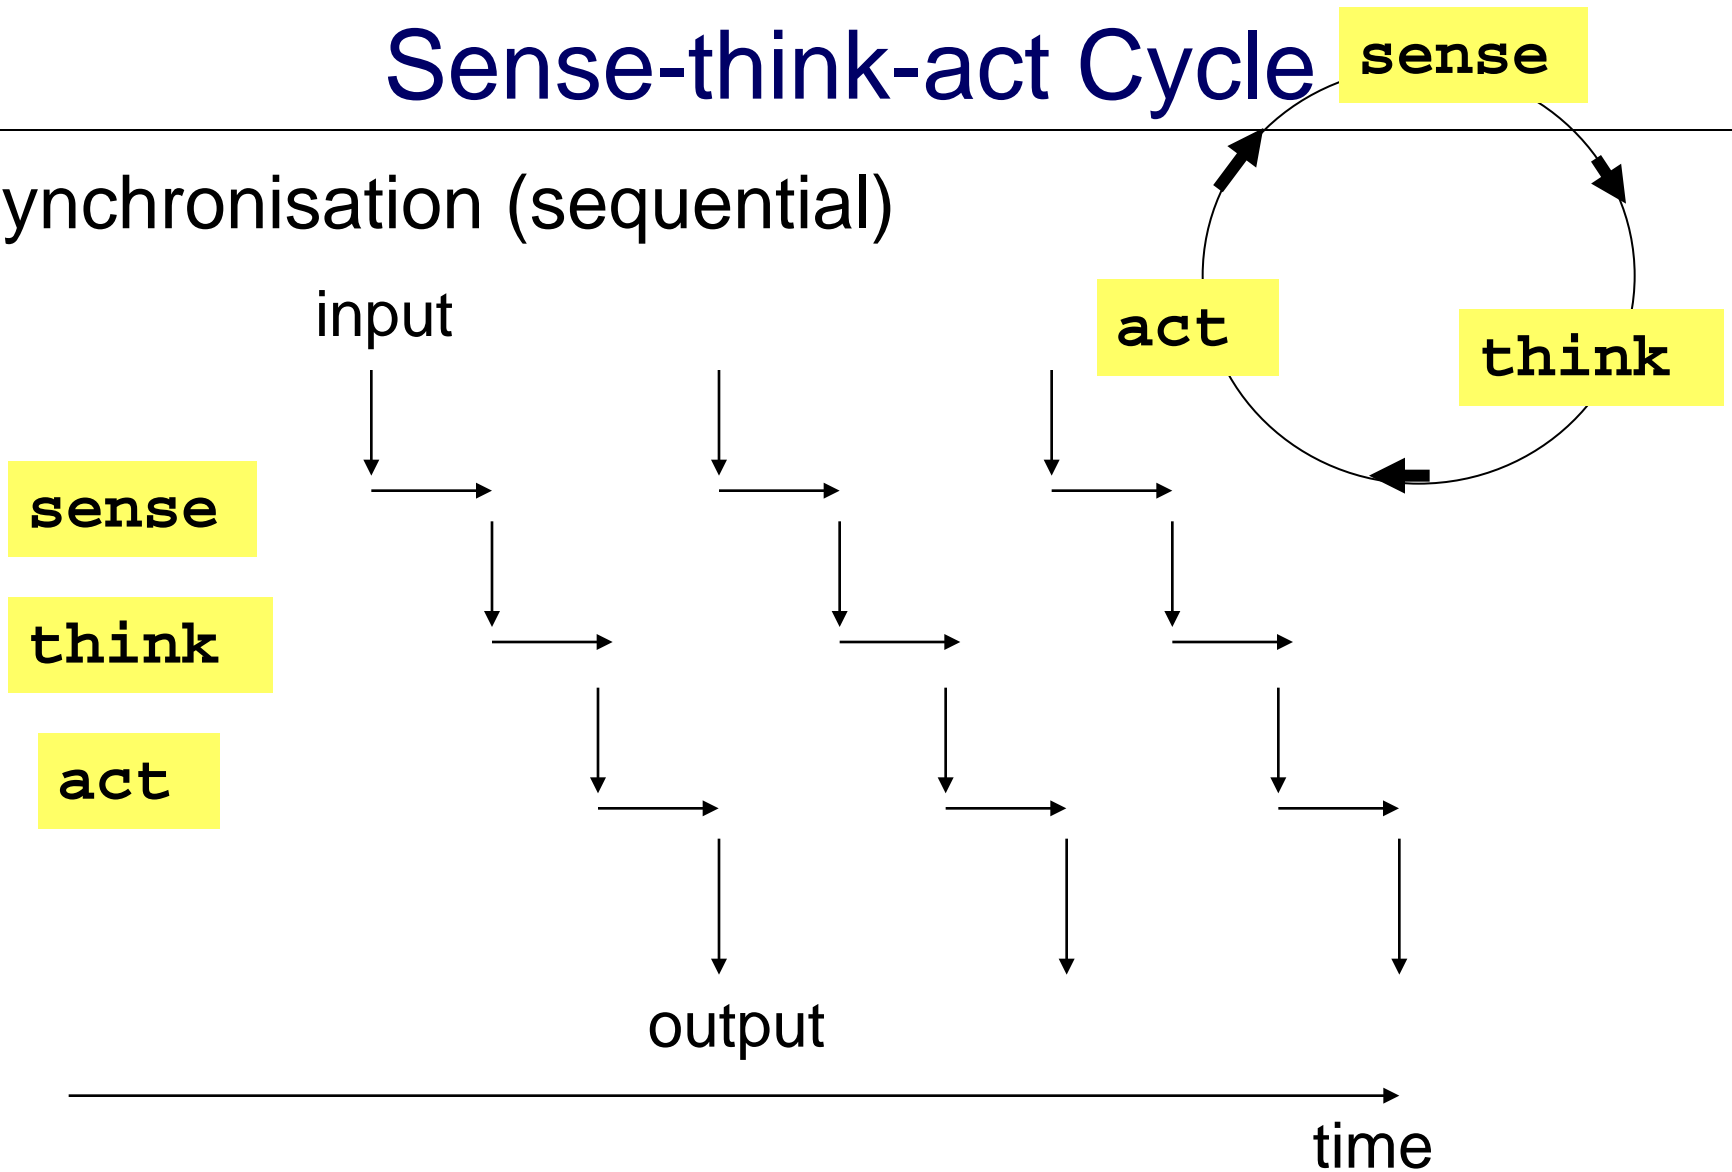 Sense-think-act Cycle
sense
ynchronisation (sequential)
input
act
think
sense
think
act
output
time